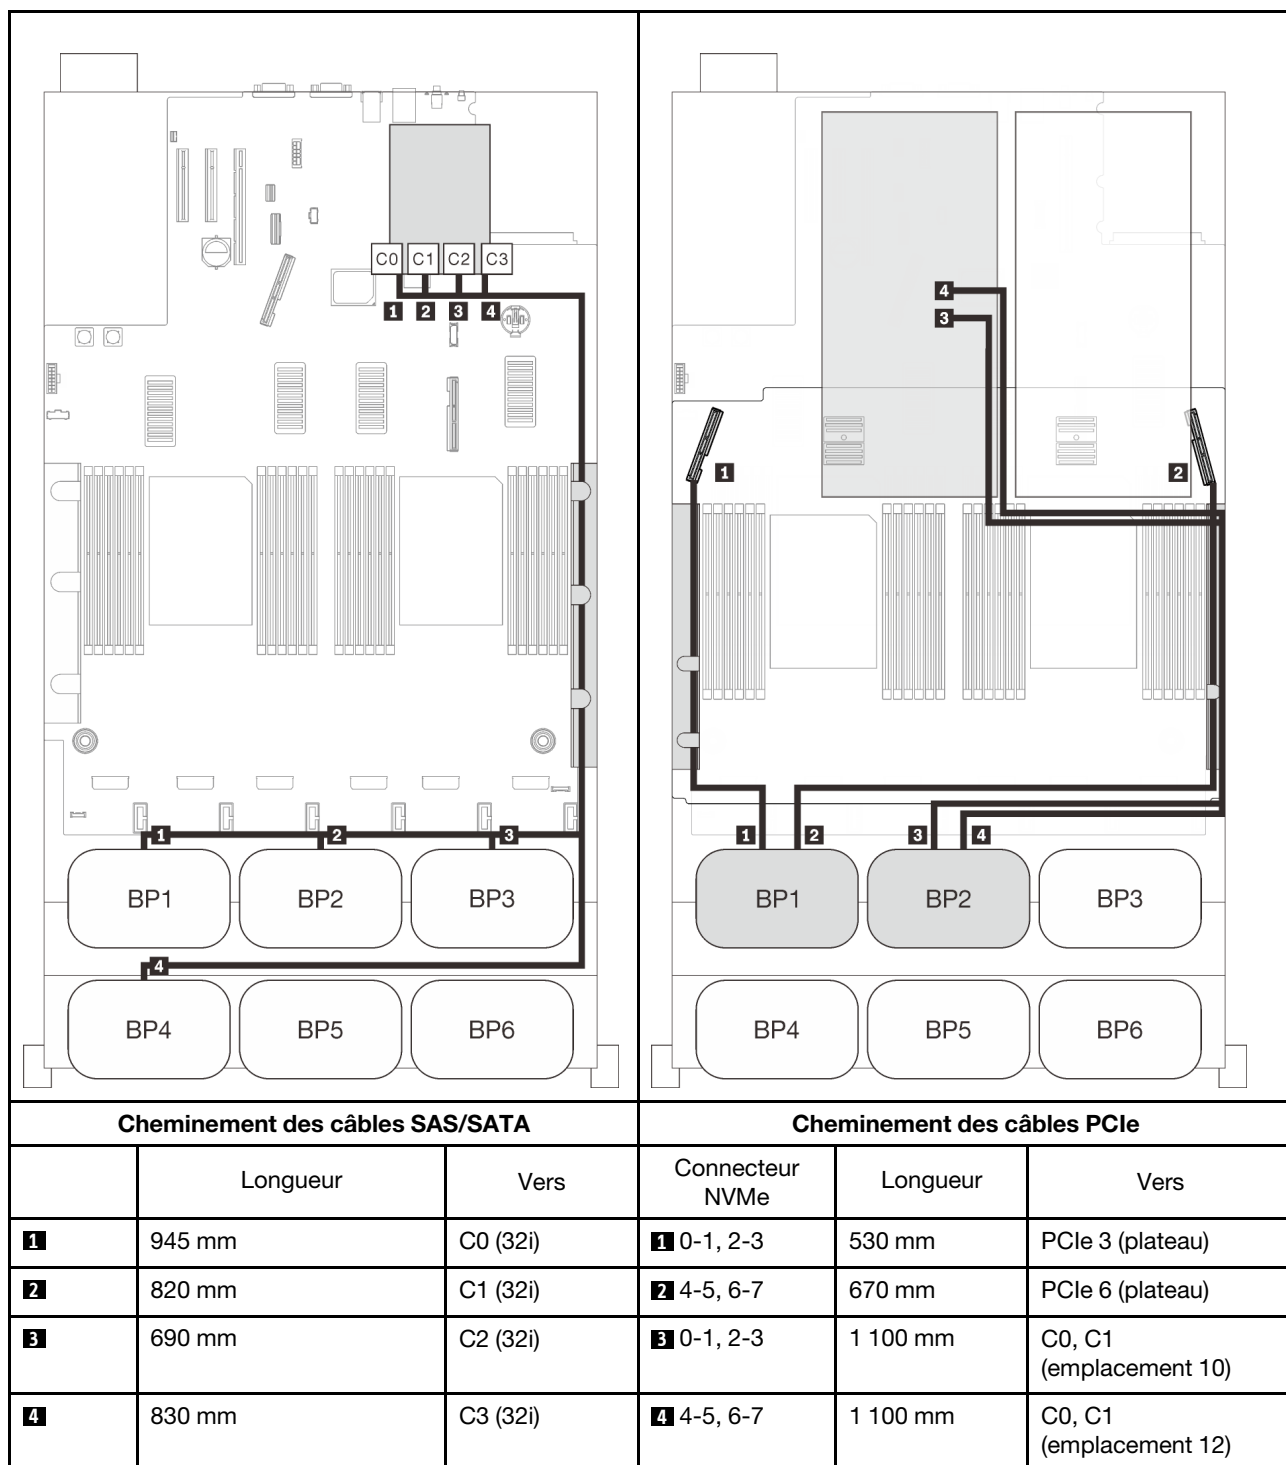 C0 C1 C2 C3
1 2 3 4
1 2 3
BP1 BP2 BP3
4
BP4 BP5 BP6
4
3
1 2
1 2 3 4
BP1 BP2 BP3
BP4 BP5 BP6
Cheminement des câbles SAS/SATA
Longueur Vers
1 945 mm C0 (32i)
2 820 mm C1 (32i)
3 690 mm C2 (32i)
4 830 mm C3 (32i)
Cheminement des câbles PCIe
Connecteur
NVMe
Longueur Vers
1 0-1, 2-3 530 mm PCIe 3 (plateau)
2 4-5, 6-7 670 mm PCIe 6 (plateau)
3 0-1, 2-3 1 100 mm C0, C1
(emplacement 10)
4 4-5, 6-7 1 100 mm C0, C1
(emplacement 12)